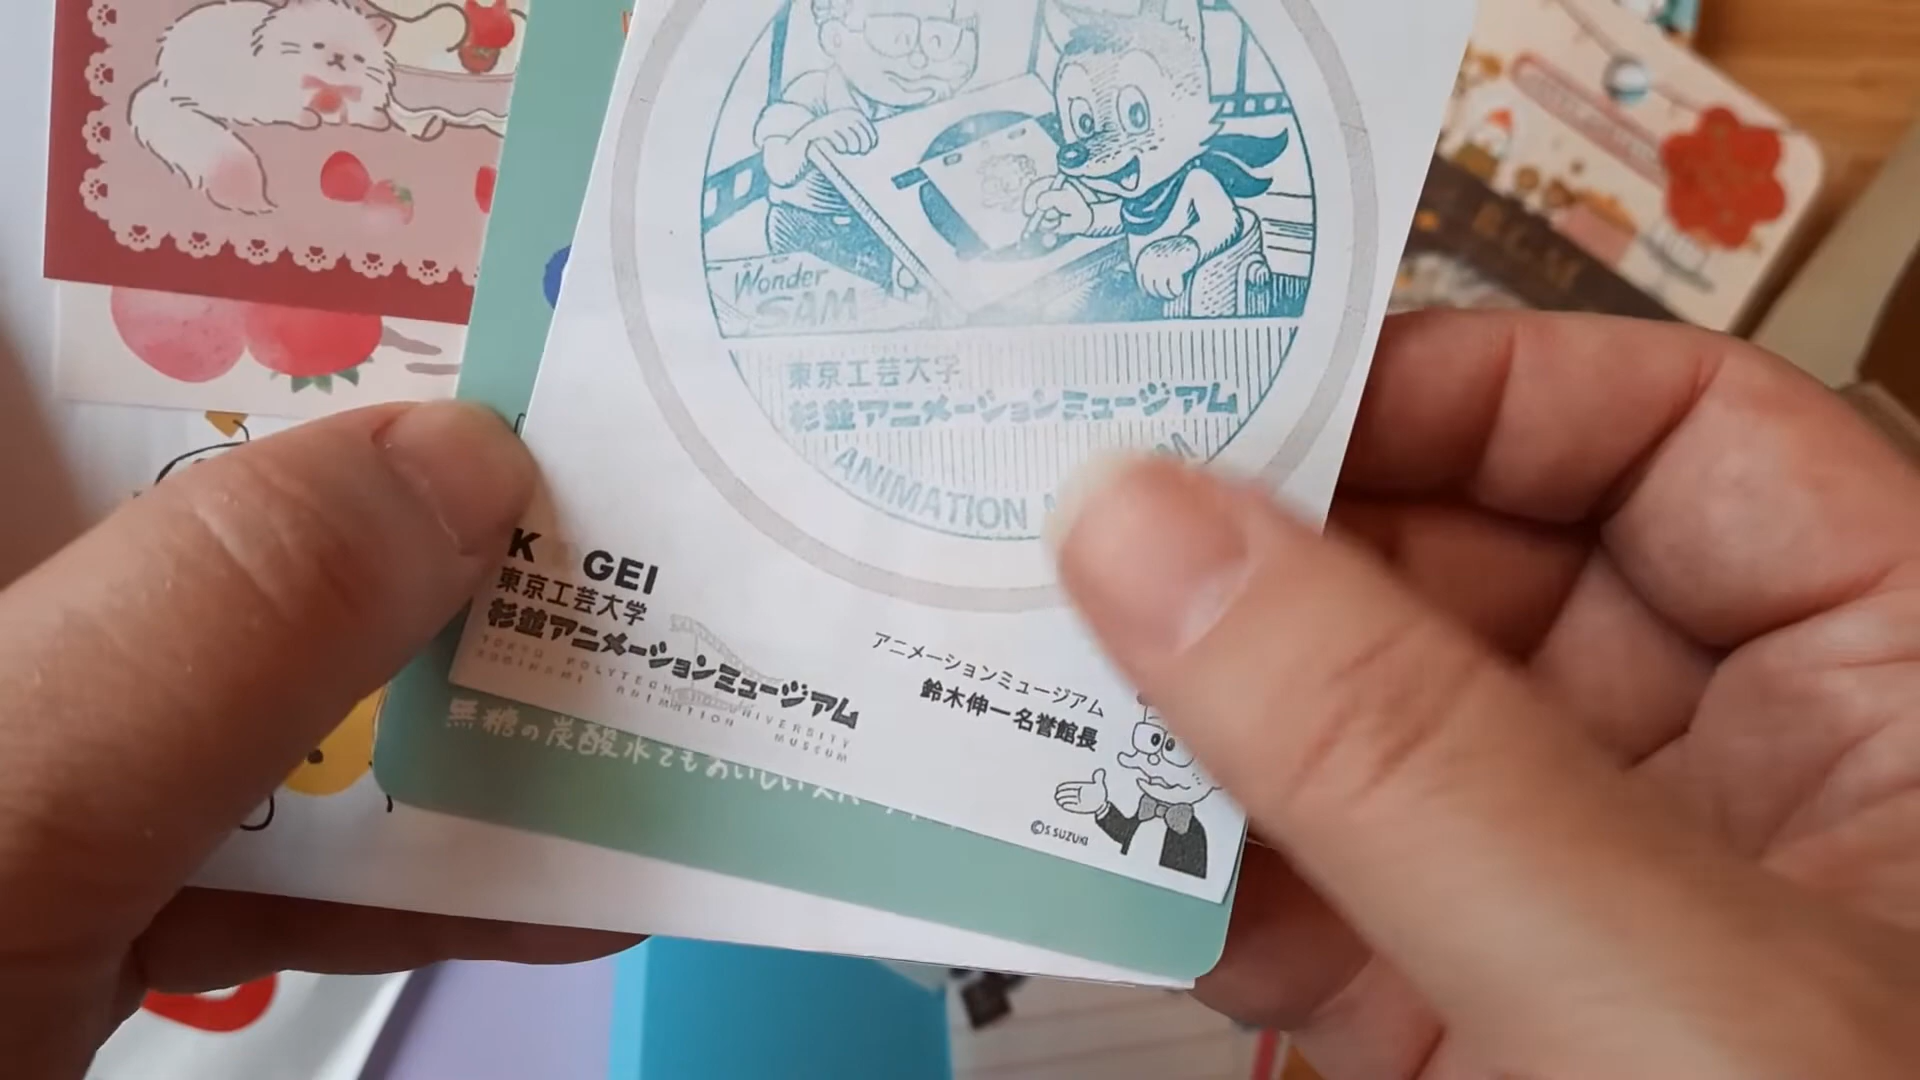 Wonder
SAM
東京工芸大学
杉並アニメーションミュージアム
ANIMATION
K GEI
東京工芸大学
杉並アニメーションミュージアム
TOKYO POLYTECHNIC UNIVERSITY
SUGINAMI ANIMATION MUSEUM
アニメーションミュージアム
鈴木伸一名誉館長
©S.SUZUKI
無糖の炭酸水でもおいしい